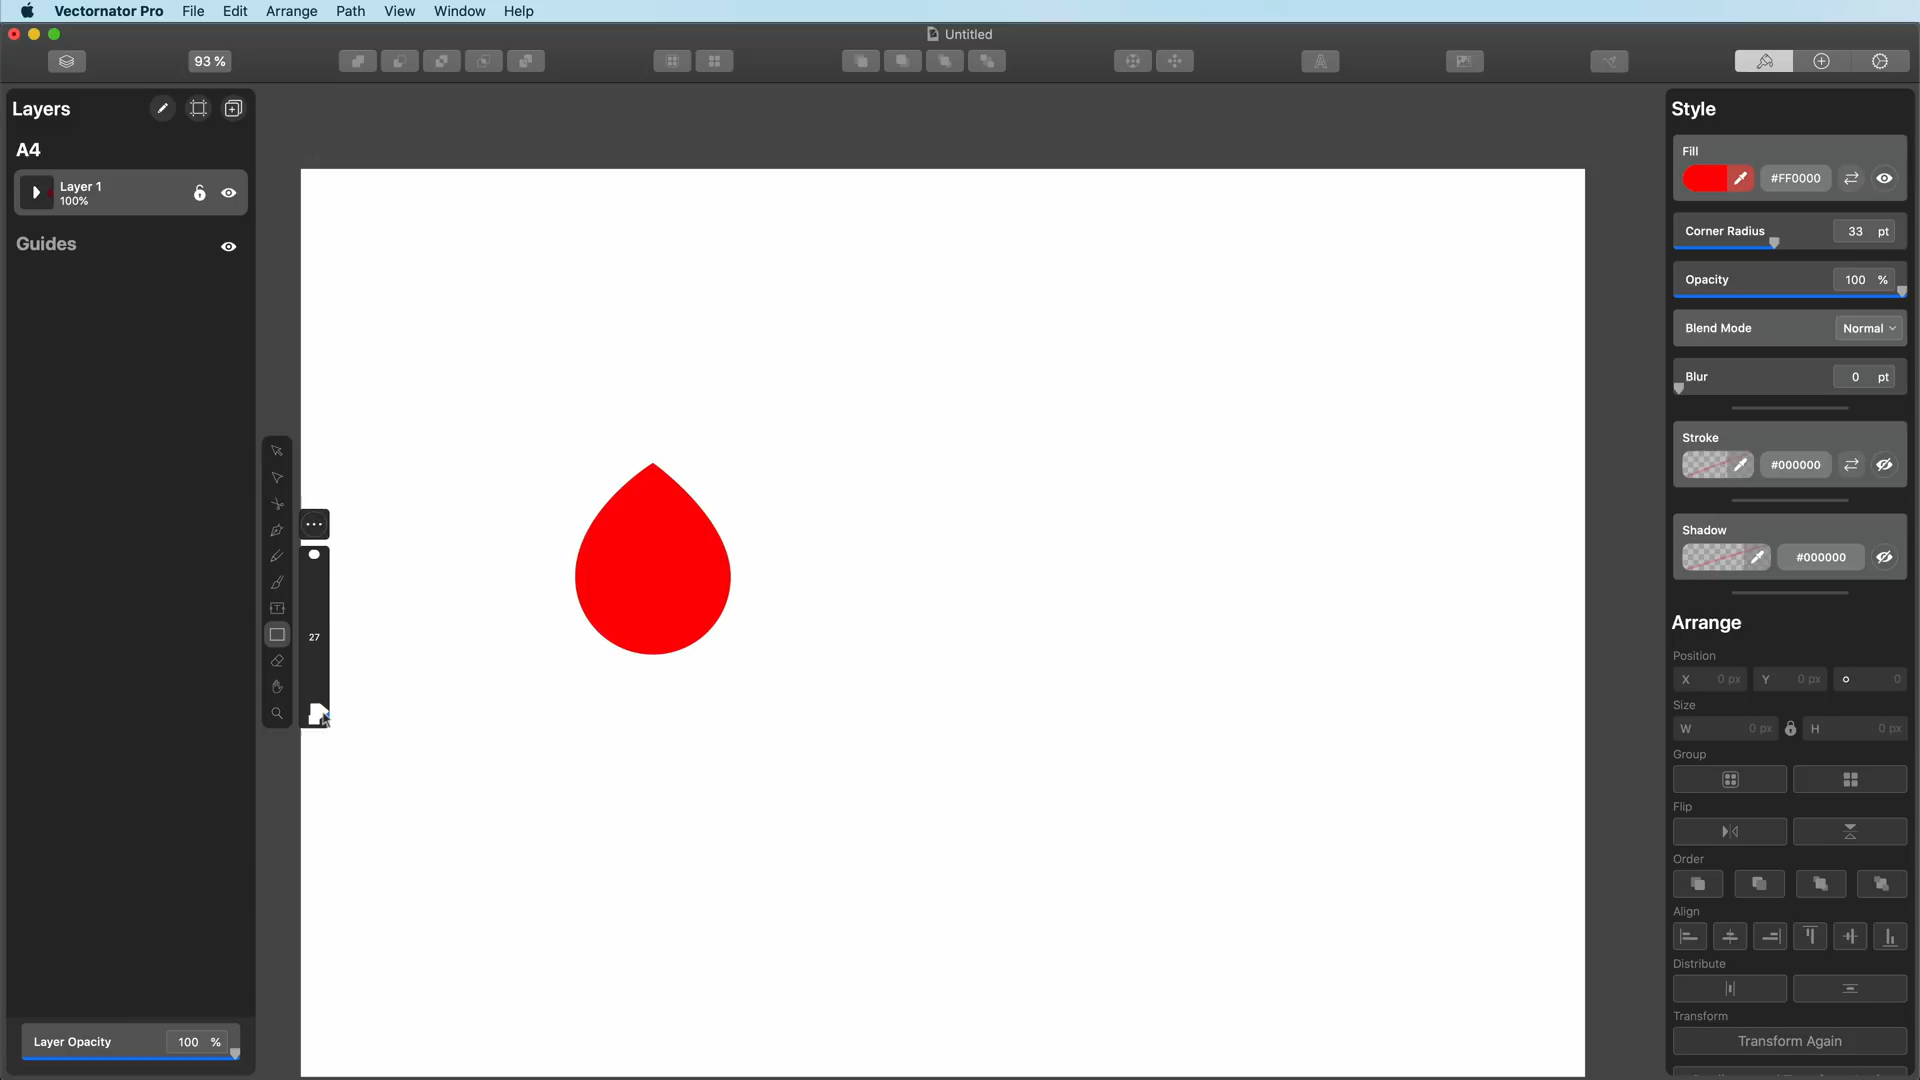 Vectornator Pro File Edit Arrange Path View Window Help
Untitled
93 %
Layers
A4
Layer 1
100%
Guides
27
Layer Opacity 100 %
Style
Fill
#FF0000
Corner Radius 33 pt
Opacity 100 %
Blend Mode Normal
Blur 0 pt
Stroke
#000000
Shadow
#000000
Arrange
Position
X 0 px Y 0 px 0
Size
W 0 px H 0 px
Group
Flip
Order
Align
Distribute
Transform
Transform Again